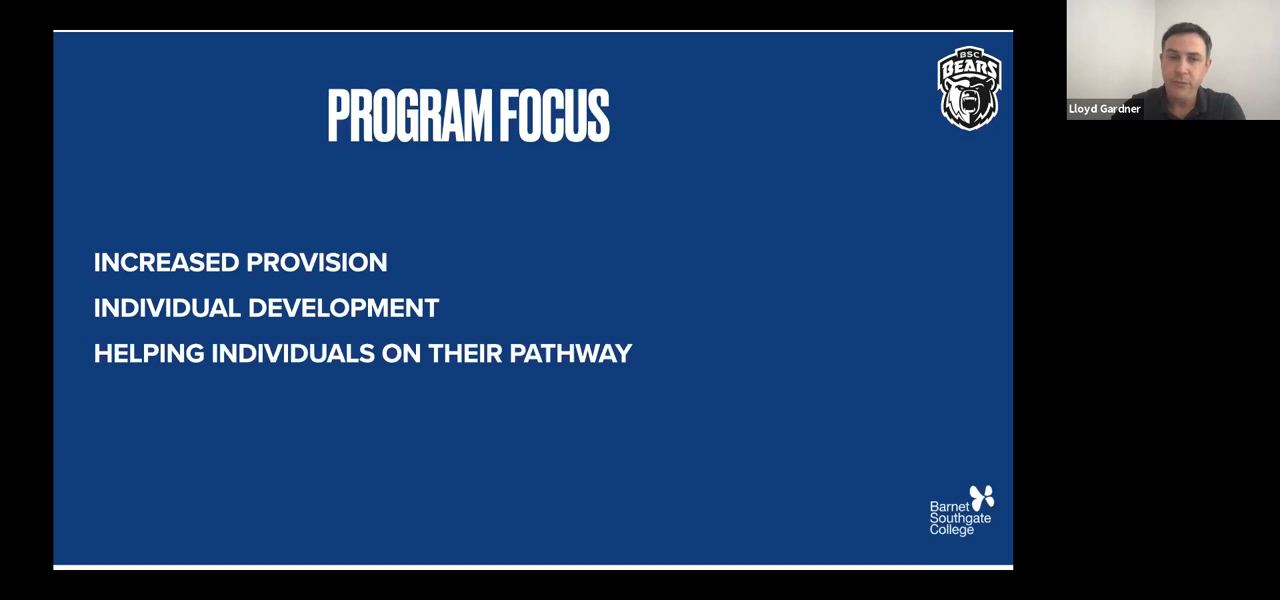 BSC
BEARS
PROGRAM FOCUS
Lloyd Gardner
INCREASED PROVISION
INDIVIDUAL DEVELOPMENT
HELPING INDIVIDUALS ON THEIR PATHWAY
Barnet
Southgate
College